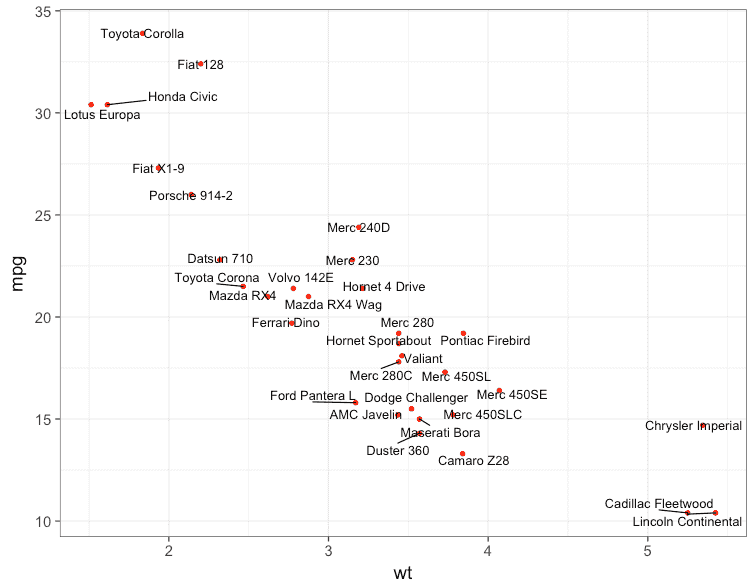 35
Toyota Corolla
Fiat 128
Honda Civic
30
Lotus Europa
Fiat X1-9
Porsche 914-2
25
Merc 240D
Datsun 710
Merc 230
mpg
Toyota Corona
Volvo 142E
Hornet 4 Drive
Mazda RX4
Mazda RX4 Wag
20
Ferrari Dino
Merc 280
Hornet Sportabout
Pontiac Firebird
Valiant
Merc 280C
Merc 450SL
Ford Pantera L
Dodge Challenger
Merc 450SE
15
AMC Javelin
Merc 450SLC
Maserati Bora
Chrysler Imperial
Duster 360
Camaro Z28
Cadillac Fleetwood
10
Lincoln Continental
2
3
4
5
wt